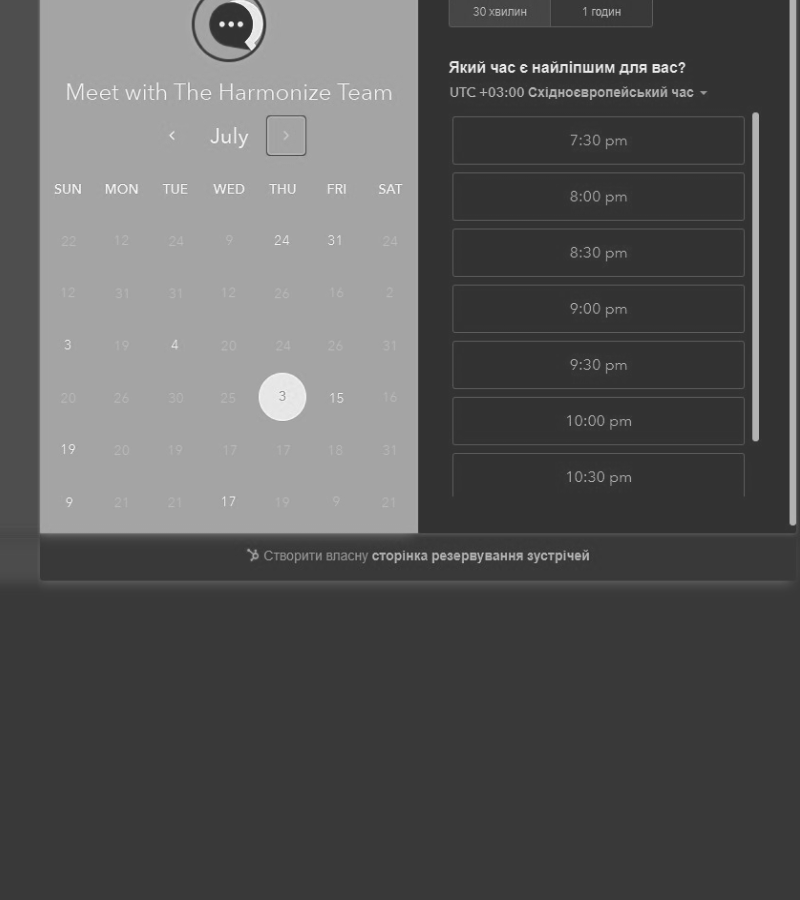 Meet with The Harmonize Team
July
SUN MON TUE WED THU FRI SAT
22 12 24 9 24 31 24
12 31 31 12 26 16 2
3 19 4 20 24 26 31
20 26 30 25 3 15 16
19 20 19 17 17 18 31
9 21 21 17 19 9 21
30 хвилин 1 годин
Який час є найліпшим для вас?
UTC +03:00 Східноєвропейський час
7:30 pm
8:00 pm
8:30 pm
9:00 pm
9:30 pm
10:00 pm
10:30 pm
Створити власну сторінка резервування зустрічей